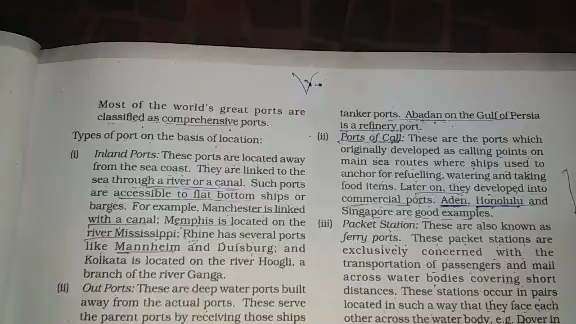 Most of the world's great ports are
classified as comprehensive ports.
Types of port on the basis of location:
(i) Inland Ports: These ports are located away
from the sea coast. They are linked to the
sea through a river or a canal. Such ports
are accessible to flat bottom ships or
barges. For example, Manchester is linked
with a canal; Memphis is located on the
river Mississippi; Rhine has several ports
like Mannheim and Duisburg; and
Kolkata is located on the river Hoogli, a
branch of the river Ganga.
(ii) Out Ports: These are deep water ports built
away from the actual ports. These serve
the parent ports by receiving those ships
tanker ports. Abadan on the Gulf of Persia
is a refinery port.
(ii) Ports of Call: These are the ports which
originally developed as calling points on
main sea routes where ships used to
anchor for refuelling, watering and taking
food items. Later on, they developed into
commercial ports. Aden, Honolulu and
Singapore are good examples.
(iii) Packet Station: These are also known as
ferry ports. These packet stations are
exclusively concerned with the
transportation of passengers and mail
across water bodies covering short
distances. These stations occur in pairs
located in such a way that they face each
other across the water body, e.g. Dover in